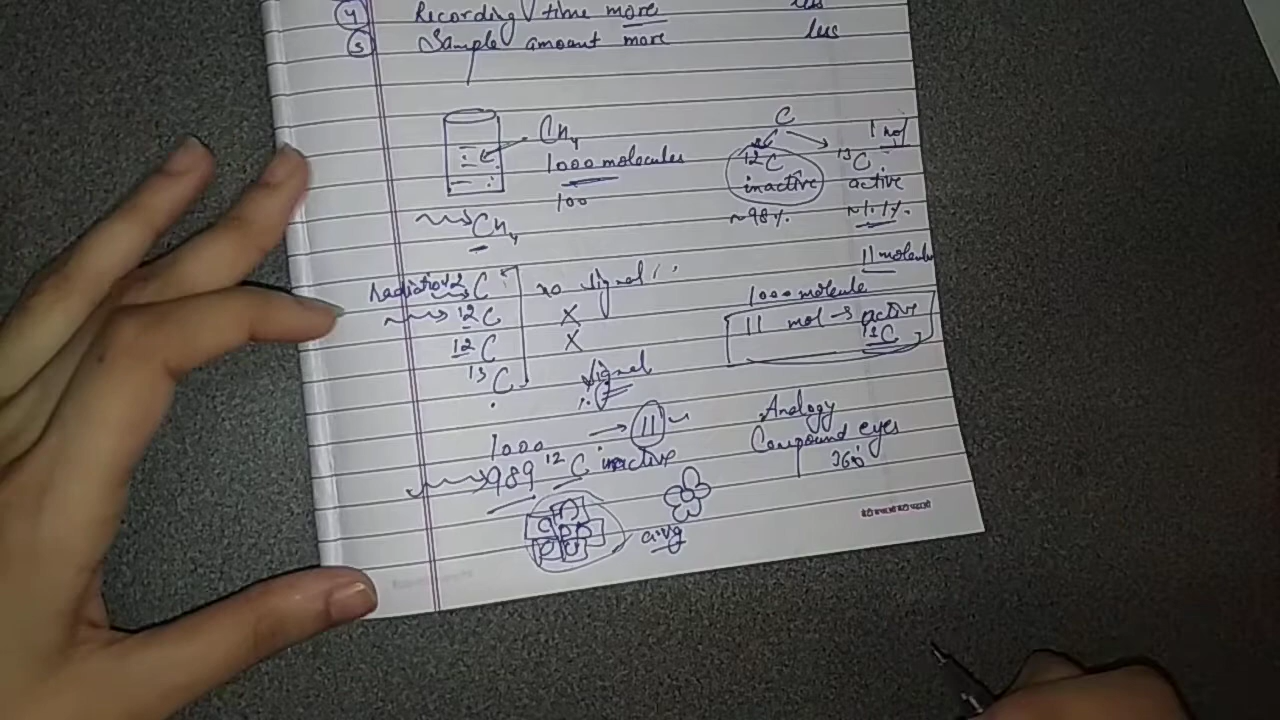 4 Recording time more less
5 Sample amount more less
CH4
1000 molecules
100
CH4
C
12C 13C
inactive active
~98% ~1.1%
1 mol
11 molecules
radiation 12C no signal
12C X
12C X
13C signal
1000 molecule
11 mol → active
13C
1000 → 11
989 12C inactive
avg
Analogy
Compound eyes
360°